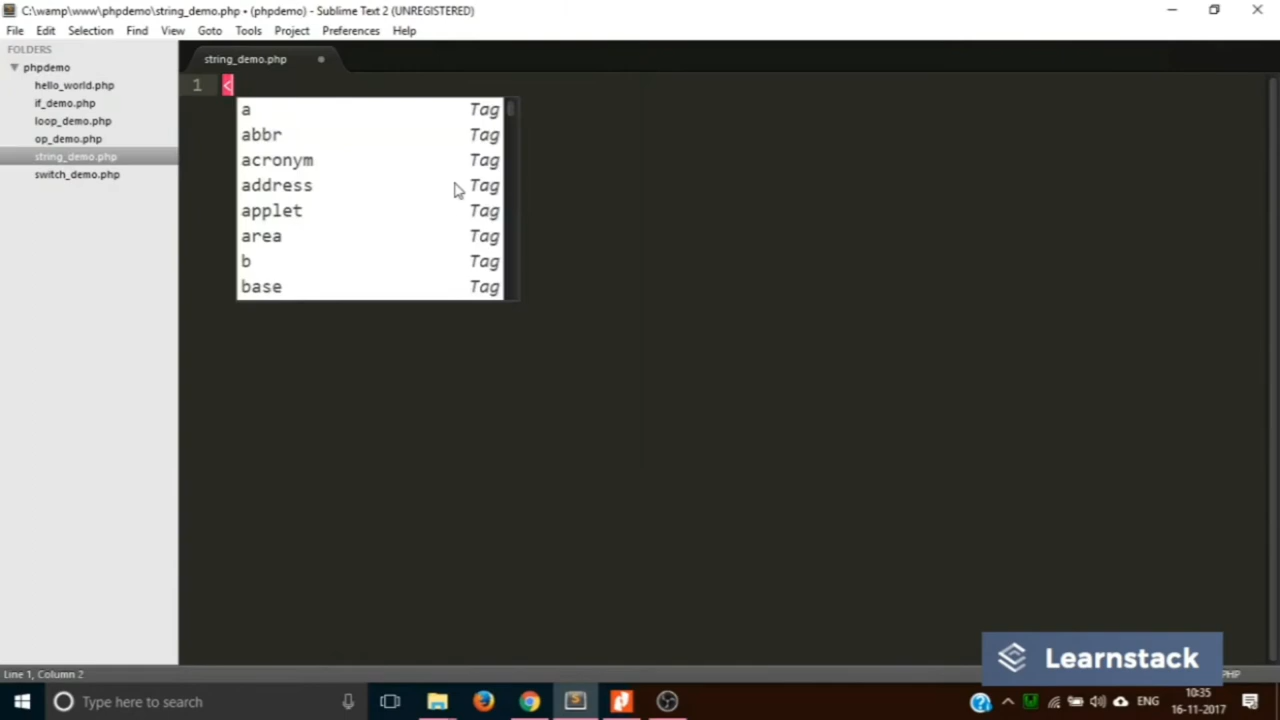 C:\wamp\www\phpdemo\string_demo.php • (phpdemo) - Sublime Text 2 (UNREGISTERED)
File Edit Selection Find View Goto Tools Project Preferences Help
FOLDERS
phpdemo
hello_world.php
if_demo.php
loop_demo.php
op_demo.php
string_demo.php
switch_demo.php
string_demo.php
1 <
a Tag
abbr Tag
acronym Tag
address Tag
applet Tag
area Tag
b Tag
base Tag
Learnstack
Line 1, Column 2
PHP
Type here to search
ENG
10:35
16-11-2017